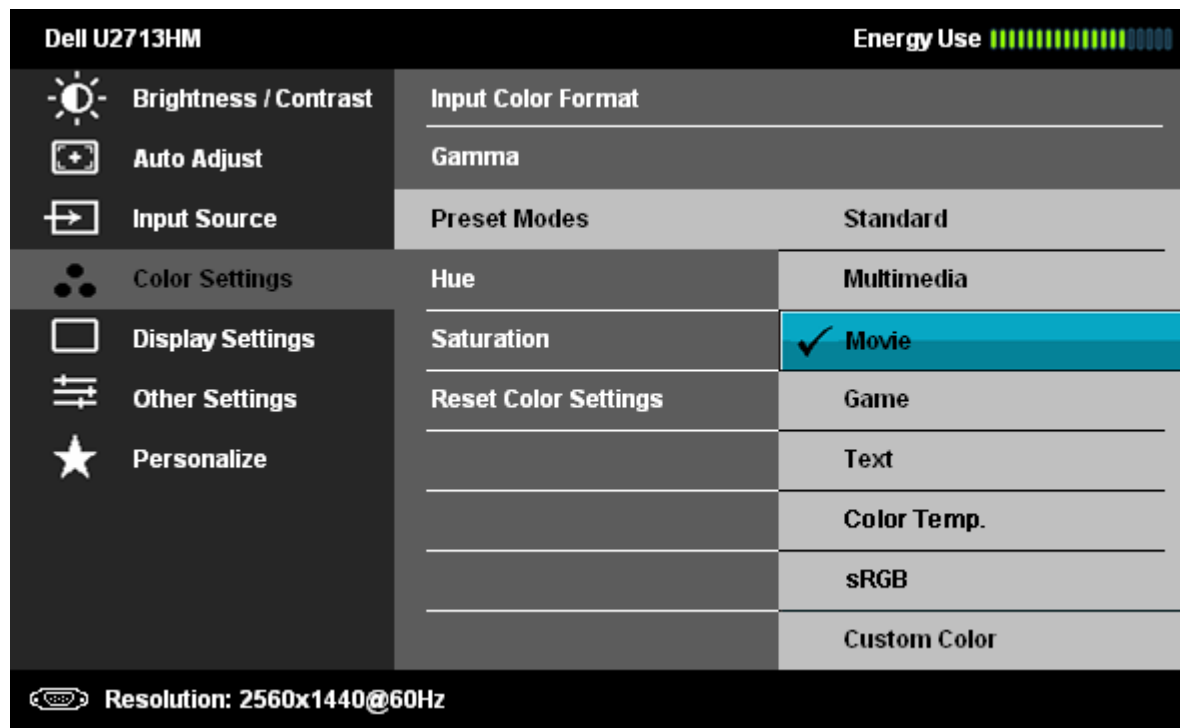 Dell U2713HM Energy Use
Brightness / Contrast Input Color Format
Auto Adjust Gamma
Input Source Preset Modes Standard
Color Settings Hue Multimedia
Display Settings Saturation Movie
Other Settings Reset Color Settings Game
Personalize Text
Color Temp.
sRGB
Custom Color
Resolution: 2560x1440@60Hz